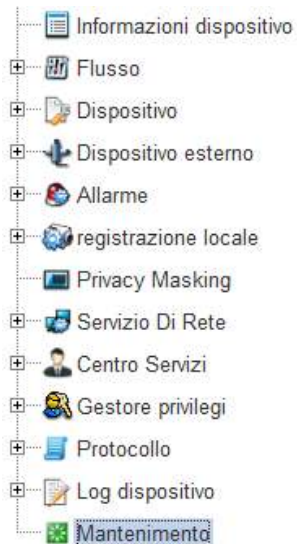 Informazioni dispositivo
Flusso
Dispositivo
Dispositivo esterno
Allarme
registrazione locale
Privacy Masking
Servizio Di Rete
Centro Servizi
Gestore privilegi
Protocollo
Log dispositivo
Mantenimento